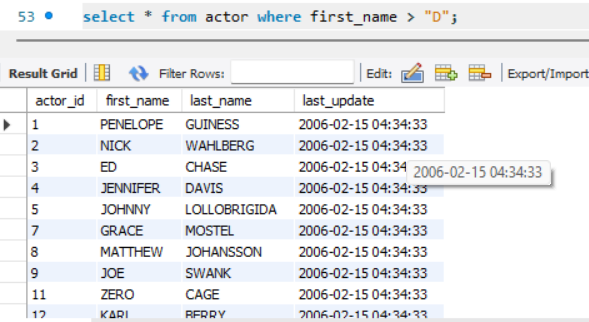 53 select * from actor where first_name > "D";
Result Grid Filter Rows: Edit: Export/Import
actor_id first_name last_name last_update
1 PENELOPE GUINESS 2006-02-15 04:34:33
2 NICK WAHLBERG 2006-02-15 04:34:33
3 ED CHASE 2006-02-15 04:34:33
2006-02-15 04:34:33
4 JENNIFER DAVIS 2006-02-15 04:34:33
5 JOHNNY LOLLOBRIGIDA 2006-02-15 04:34:33
7 GRACE MOSTEL 2006-02-15 04:34:33
8 MATTHEW JOHANSSON 2006-02-15 04:34:33
9 JOE SWANK 2006-02-15 04:34:33
11 ZERO CAGE 2006-02-15 04:34:33
12 KARL BERRY 2006-02-15 04:34:33